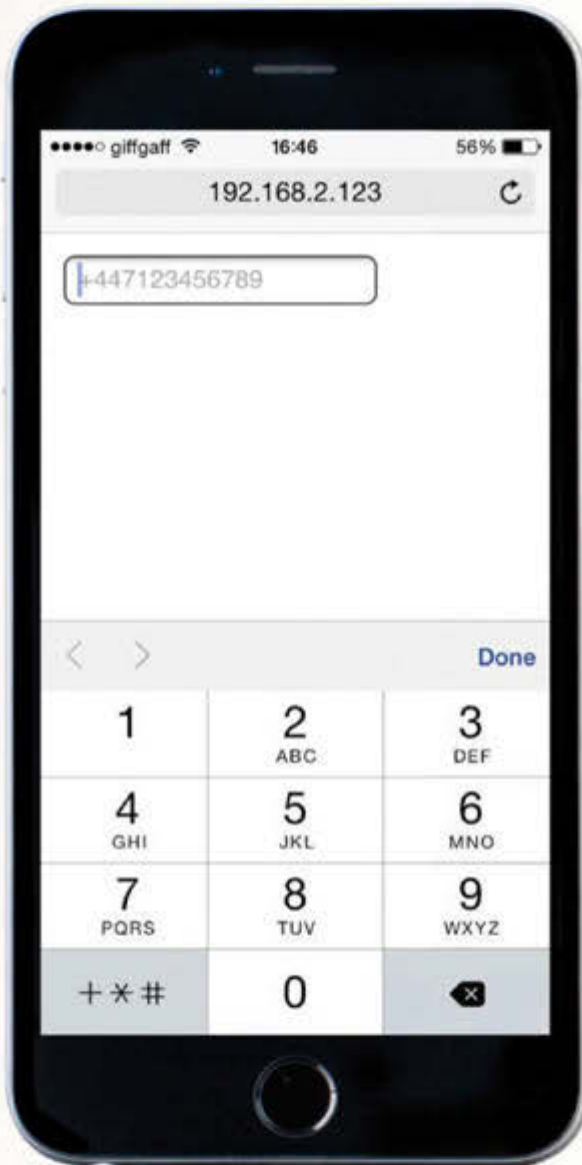 giffgaff 16:46 56%
192.168.2.123
+447123456789
Done
1 2 3
ABC DEF
4 5 6
GHI JKL MNO
7 8 9
PQRS TUV WXYZ
+*# 0